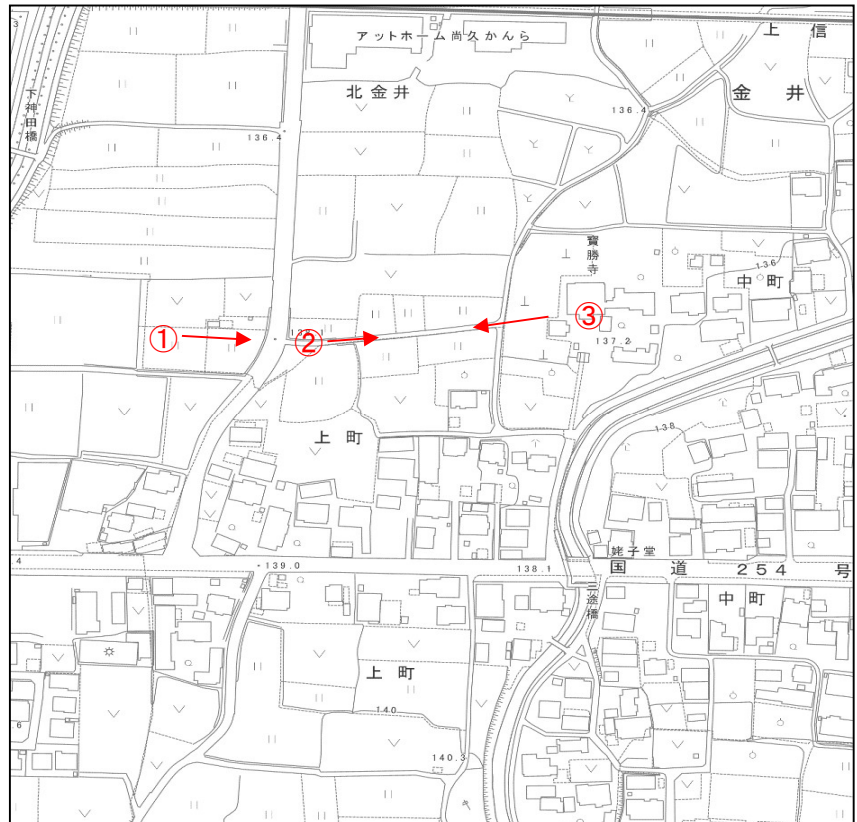 アットホーム尚久かんら
上信
北金井
金井
下神田橋
136.4
136.4
寶勝寺
136
中町
①
②
③
137.2
138
上町
姥子堂
国道254号
139.0
138.1
三途橋
中町
上町
140
140.3